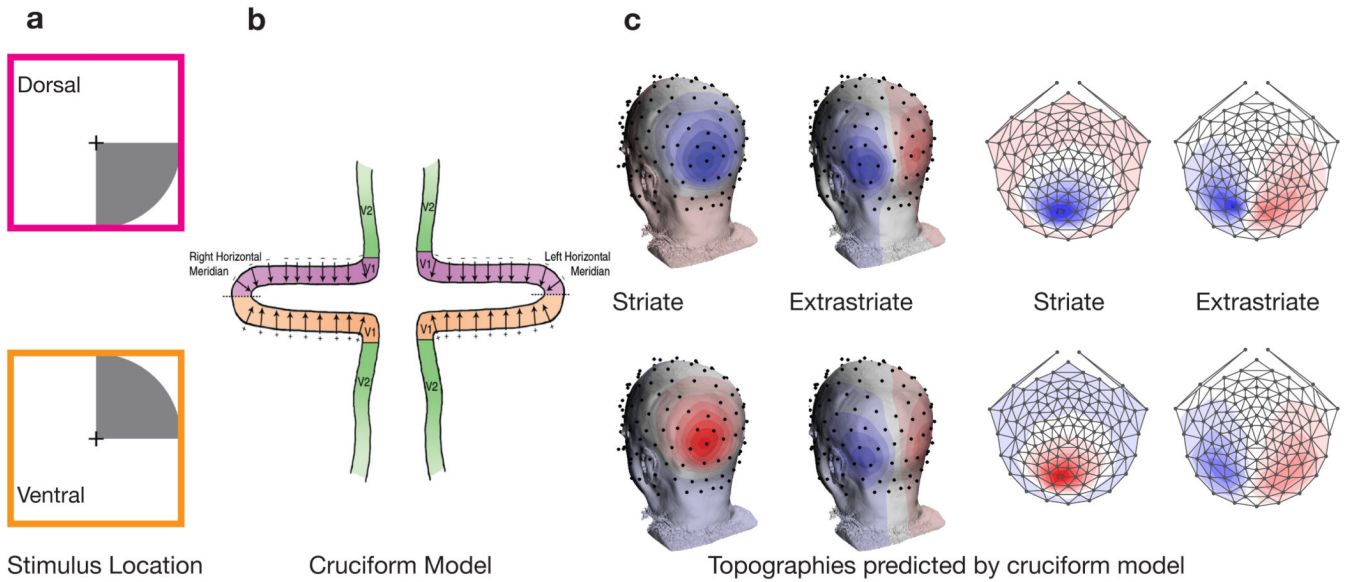 a
Dorsal
Ventral
Stimulus Location
b
V2
V2
Right Horizontal
Meridian
Left Horizontal
Meridian
V1
V1
V1
V1
V2
V2
Cruciform Model
c
Striate
Extrastriate
Striate
Extrastriate
Topographies predicted by cruciform model